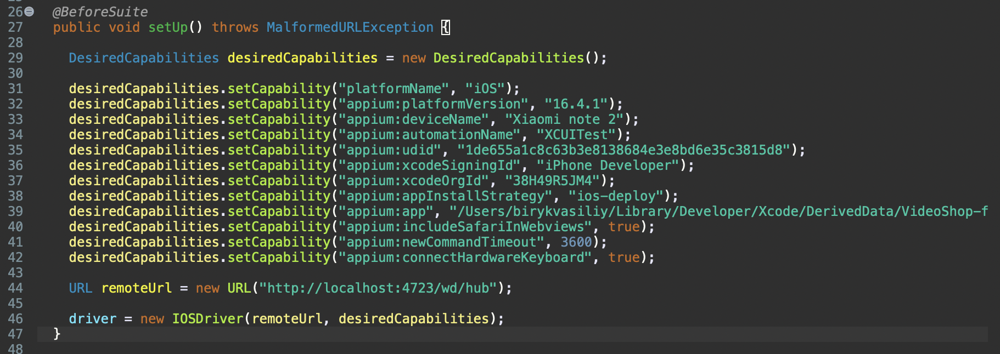 26 @BeforeSuite
27 public void setUp() throws MalformedURLException {
28
29 DesiredCapabilities desiredCapabilities = new DesiredCapabilities();
30
31 desiredCapabilities.setCapability("platformName", "iOS");
32 desiredCapabilities.setCapability("appium:platformVersion", "16.4.1");
33 desiredCapabilities.setCapability("appium:deviceName", "Xiaomi note 2");
34 desiredCapabilities.setCapability("appium:automationName", "XCUITest");
35 desiredCapabilities.setCapability("appium:udid", "1de655a1c8c63b3e8138684e3e8bd6e35c3815d8");
36 desiredCapabilities.setCapability("appium:xcodeSigningId", "iPhone Developer");
37 desiredCapabilities.setCapability("appium:xcodeOrgId", "38H49R5JM4");
38 desiredCapabilities.setCapability("appium:appInstallStrategy", "ios-deploy");
39 desiredCapabilities.setCapability("appium:app", "/Users/birykvasiliy/Library/Developer/Xcode/DerivedData/VideoShop-f
40 desiredCapabilities.setCapability("appium:includeSafariInWebviews", true);
41 desiredCapabilities.setCapability("appium:newCommandTimeout", 3600);
42 desiredCapabilities.setCapability("appium:connectHardwareKeyboard", true);
43
44 URL remoteUrl = new URL("http://localhost:4723/wd/hub");
45
46 driver = new IOSDriver(remoteUrl, desiredCapabilities);
47 }
48